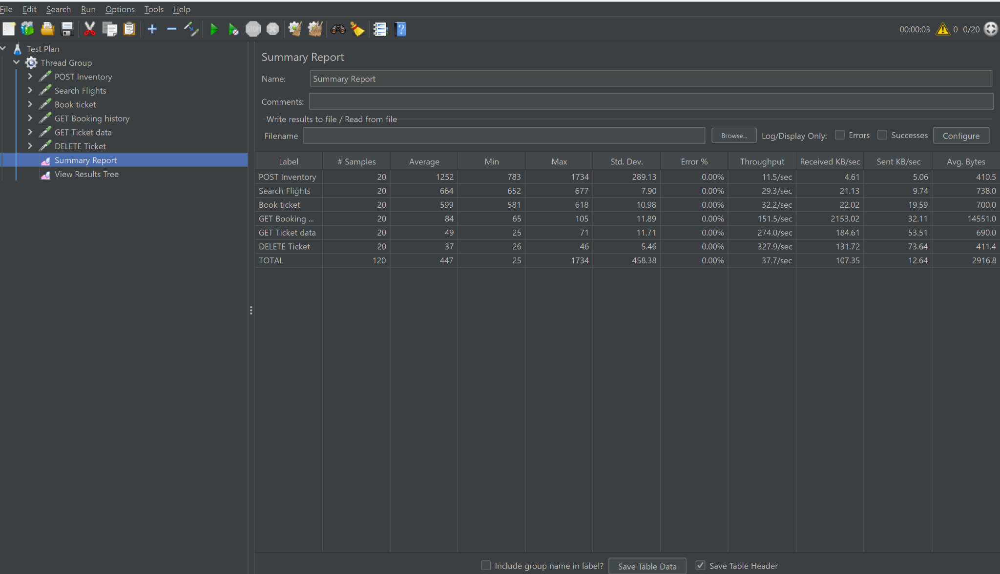 File Edit Search Run Options Tools Help
STOP ? 00:00:03 0 0/20
Test Plan
Thread Group
POST Inventory
Search Flights
Book ticket
GET Booking history
GET Ticket data
DELETE Ticket
Summary Report
View Results Tree
Summary Report
Name: Summary Report
Comments:
Write results to file / Read from file
Filename Browse... Log/Display Only: Errors Successes Configure
Label # Samples Average Min Max Std. Dev. Error % Throughput Received KB/sec Sent KB/sec Avg. Bytes
POST Inventory 20 1252 783 1734 289.13 0.00% 11.5/sec 4.61 5.06 410.5
Search Flights 20 664 652 677 7.90 0.00% 29.3/sec 21.13 9.74 738.0
Book ticket 20 599 581 618 10.98 0.00% 32.2/sec 22.02 19.59 700.0
GET Booking ... 20 84 65 105 11.89 0.00% 151.5/sec 2153.02 32.11 14551.0
GET Ticket data 20 49 25 71 11.71 0.00% 274.0/sec 184.61 53.51 690.0
DELETE Ticket 20 37 26 46 5.46 0.00% 327.9/sec 131.72 73.64 411.4
TOTAL 120 447 25 1734 458.38 0.00% 37.7/sec 107.35 12.64 2916.8
Include group name in label? Save Table Data Save Table Header